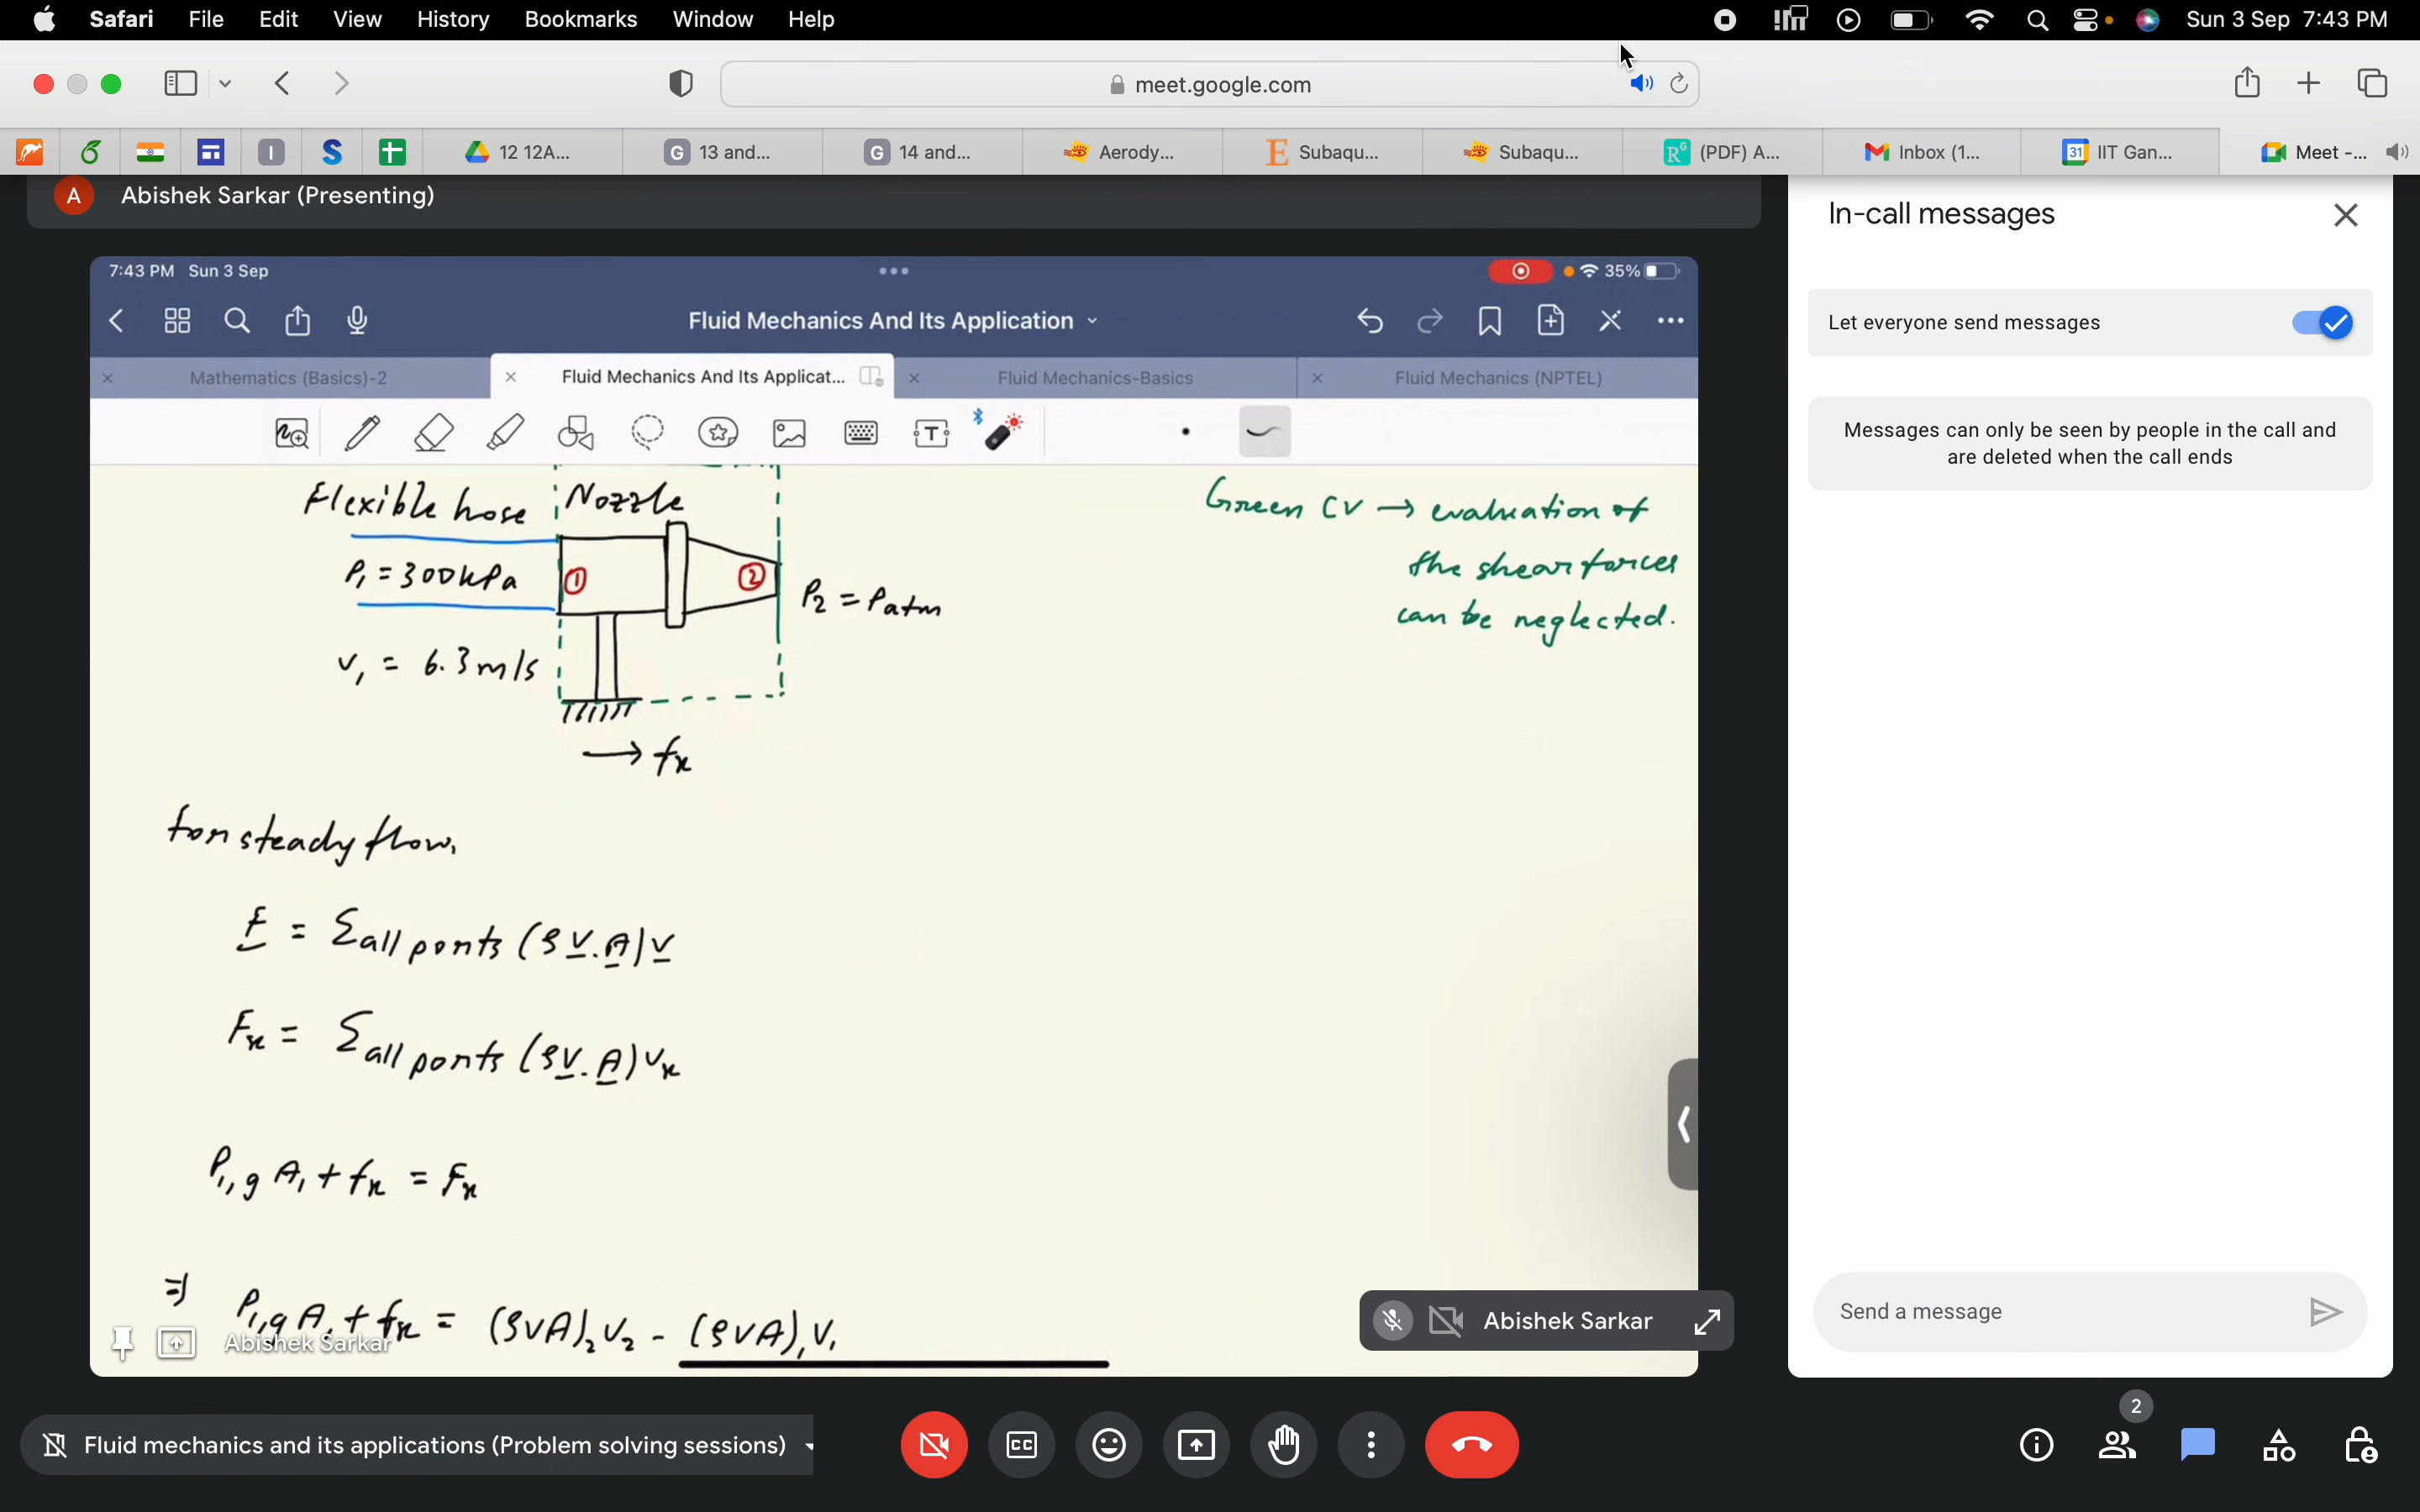 Safari File Edit View History Bookmarks Window Help Sun 3 Sep 7:43 PM
meet.google.com
12 12A... 13 and... 14 and... Aerody... Subaqu... Subaqu... (PDF) A... Inbox (1... IIT Gan... Meet -...
A Abishek Sarkar (Presenting)
7:43 PM Sun 3 Sep 35%
Fluid Mechanics And Its Application
Mathematics (Basics)-2 Fluid Mechanics And Its Applicat... Fluid Mechanics-Basics Fluid Mechanics (NPTEL)
Flexible hose Nozzle
P₁ = 300kPa ① ② P₂ = Patm
V₁ = 6.3 m/s
→ fx
Green CV → evaluation of
the shear forces
can be neglected.
for steady flow,
F = Σall ports (ρV.A)V
Fx = Σall ports (ρV.A)Vx
P₁,g A₁ + fx = Fx
⇒ P₁,g A₁ + fx = (ρVA)₂V₂ - (ρVA)₁V₁
Abishek Sarkar
Abishek Sarkar
In-call messages
Let everyone send messages
Messages can only be seen by people in the call and
are deleted when the call ends
Send a message
Fluid mechanics and its applications (Problem solving sessions)
2